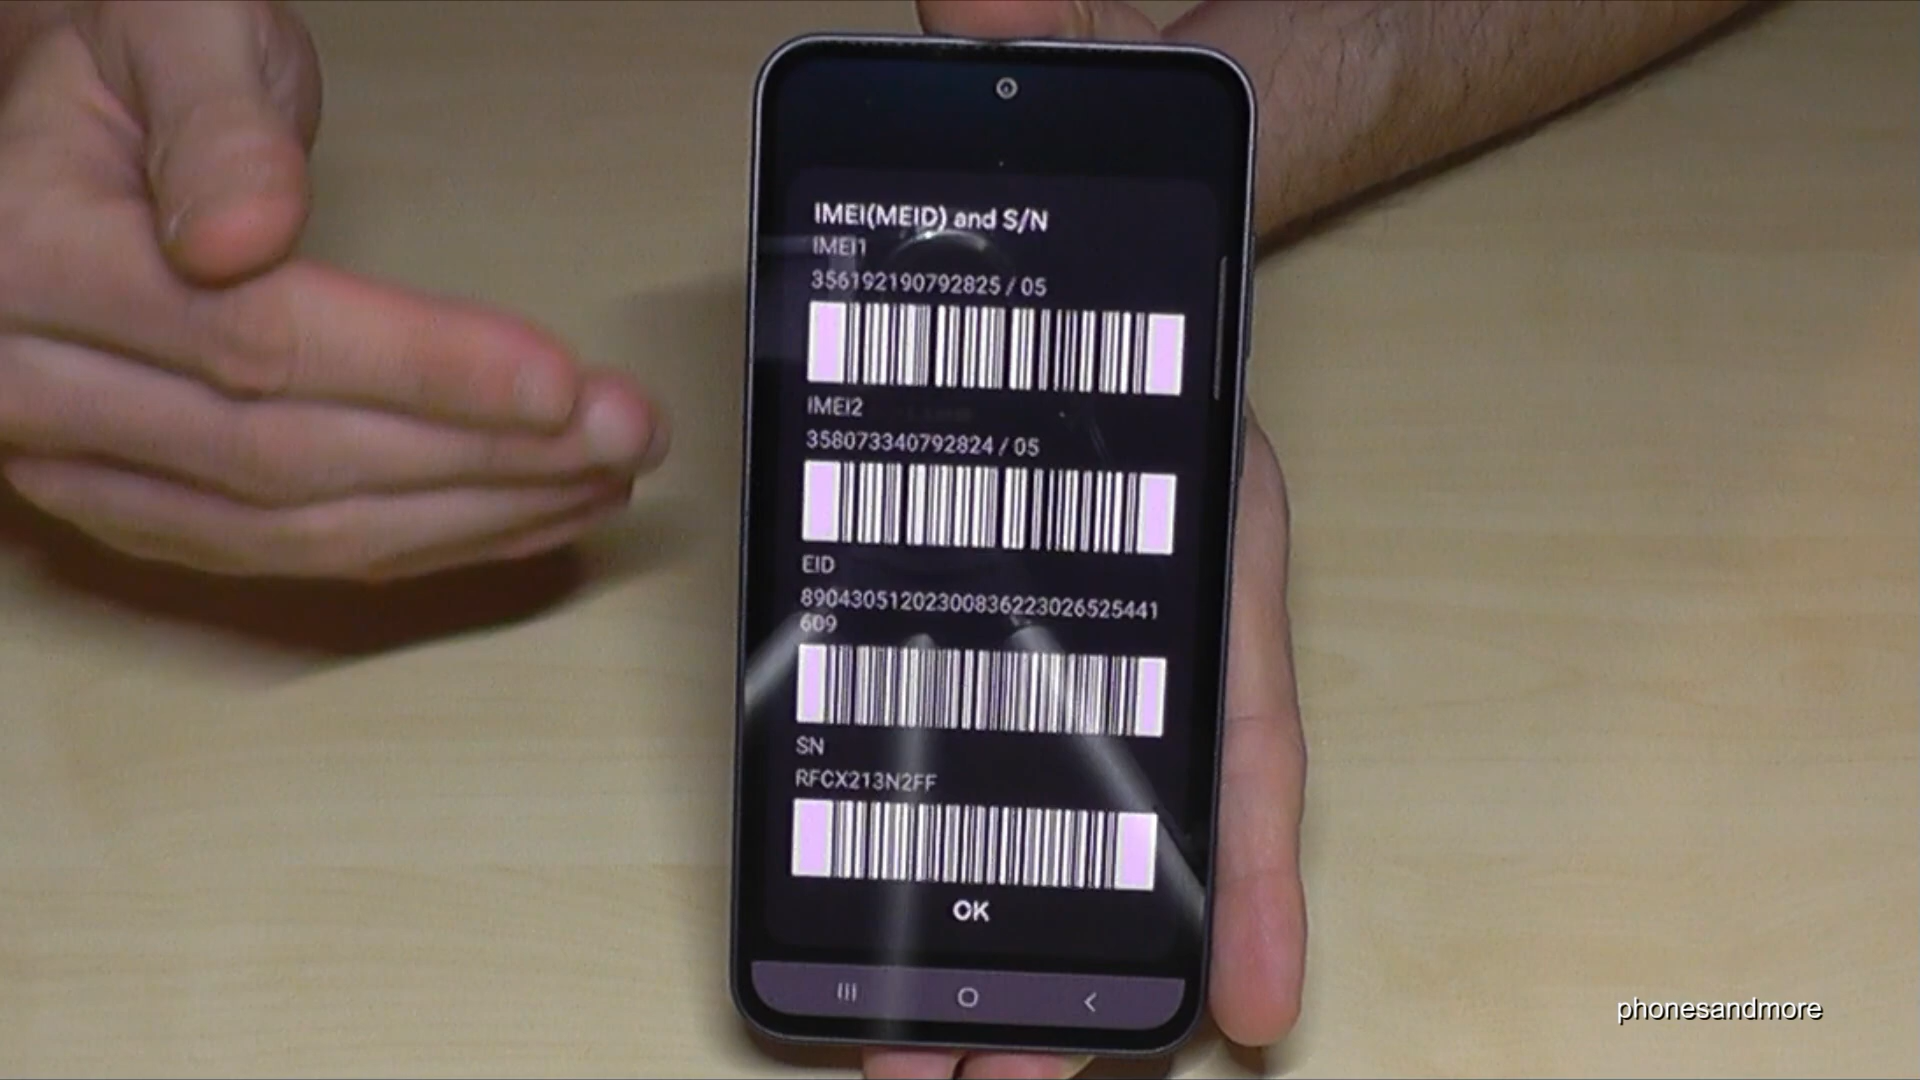 IMEI(MEID) and S/N
IMEI1
356192190792825 / 05
IMEI2
358073340792824 / 05
EID
89043051202300836223026525441
609
SN
RFCX213N2FF
OK
phonesandmore